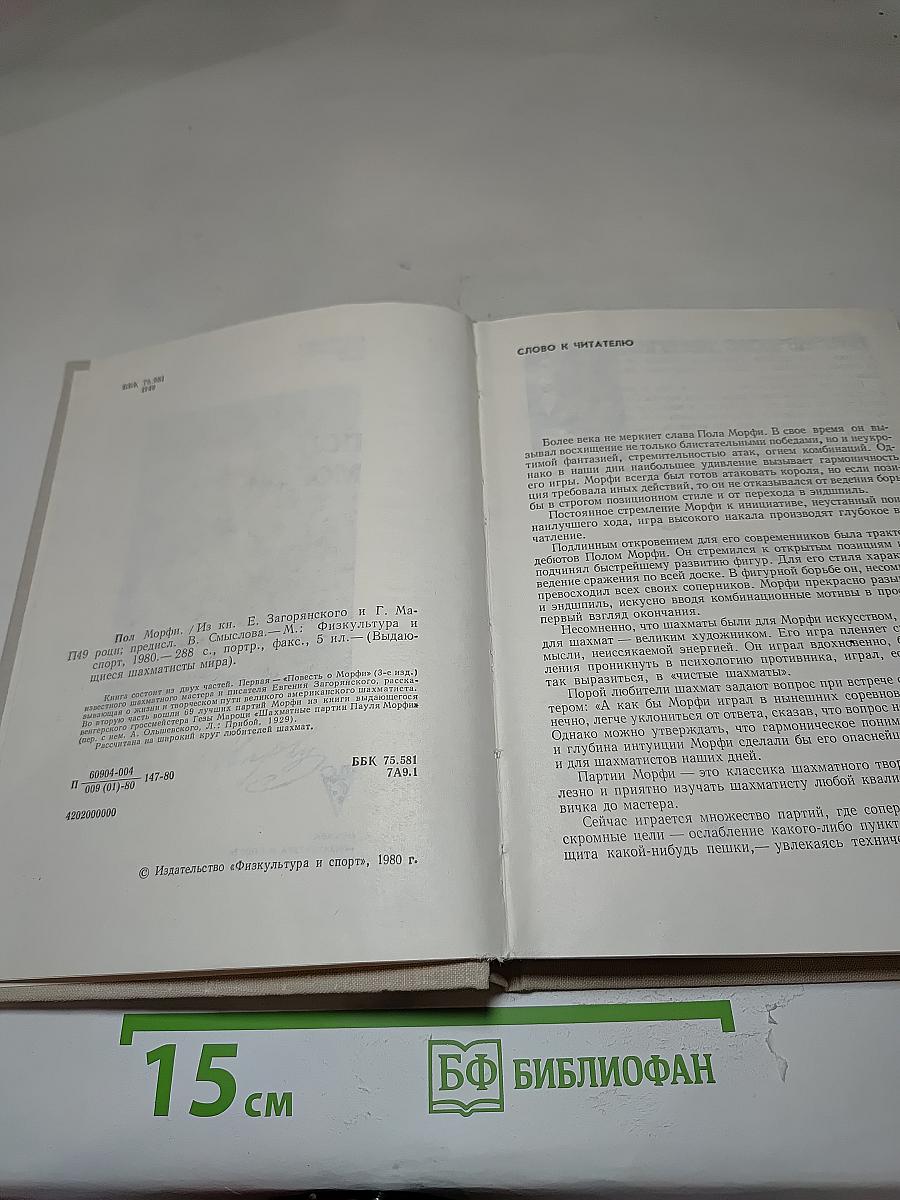 ББК 75.581
П49
Пол Морфи. /Из кн. Е. Загорянского и Г. Ма-
П49 роци; предисл. В. Смыслова.— М.: Физкультура и
спорт, 1980.— 288 с., портр., факс., 5 ил.— (Выдаю-
щиеся шахматисты мира).
Книга состоит из двух частей. Первая — «Повесть о Морфи» (3-е изд.)
известного шахматного мастера и писателя Евгения Загорянского, расска-
зывающая о жизни и творческом пути великого американского шахматиста.
Во вторую часть вошли 69 лучших партий Морфи из книги выдающегося
венгерского гроссмейстера Гезы Мароци «Шахматные партии Пауля Морфи»
(пер. с нем. А. Ольшевского, Л.: Прибой, 1929).
Рассчитана на широкий круг любителей шахмат.
П 60904-004
009 (01)-80 147-80
ББК 75.581
7А9.1
4202000000
© Издательство «Физкультура и спорт», 1980 г.
СЛОВО К ЧИТАТЕЛЮ
Более века не меркнет слава Пола Морфи. В свое время он вы-
зывал восхищение не только блистательными победами, но и неукро-
тимой фантазией, стремительностью атак, огнем комбинаций. Од-
нако в наши дни наибольшее удивление вызывает гармоничность
его игры. Морфи всегда был готов атаковать короля, но если пози-
ция требовала иных действий, то он не отказывался от ведения борь
бы в строгом позиционном стиле и от перехода в эндшпиль.
Постоянное стремление Морфи к инициативе, неустанный пои
наилучшего хода, игра высокого накала производят глубокое в
чатление.
Подлинным откровением для его современников была тракто
дебютов Полом Морфи. Он стремился к открытым позициям и
подчинял быстрейшему развитию фигур. Для его стиля харак
ведение сражения по всей доске. В фигурной борьбе он, несом
превосходил всех своих соперников. Морфи прекрасно разы
и эндшпиль, искусно вводя комбинационные мотивы в прос
первый взгляд окончания.
Несомненно, что шахматы были для Морфи искусством,
для шахмат — великим художником. Его игра пленяет с
мысли, неиссякаемой энергией. Он играл вдохновенно, б
ления проникнуть в психологию противника, играл, ес
так выразиться, в «чистые шахматы».
Порой любители шахмат задают вопрос при встрече с
тером: «А как бы Морфи играл в нынешних соревнов
нечно, легче уклониться от ответа, сказав, что вопрос н
Однако можно утверждать, что гармоническое поним
и глубина интуиции Морфи сделали бы его опаснейш
и для шахматистов наших дней.
Партии Морфи — это классика шахматного твор
лезно и приятно изучать шахматисту любой квали
вичка до мастера.
Сейчас играется множество партий, где сопер
скромные цели — ослабление какого-либо пункт
щита какой-нибудь пешки,— увлекаясь техниче
15 см
БФ БИБЛИОФАН